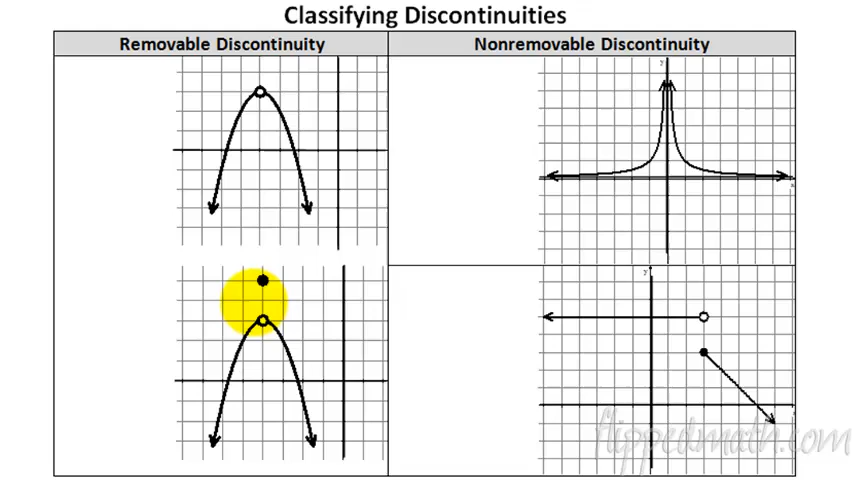 Classifying Discontinuities
Removable Discontinuity
Nonremovable Discontinuity
y
x
y
flippedmath.com